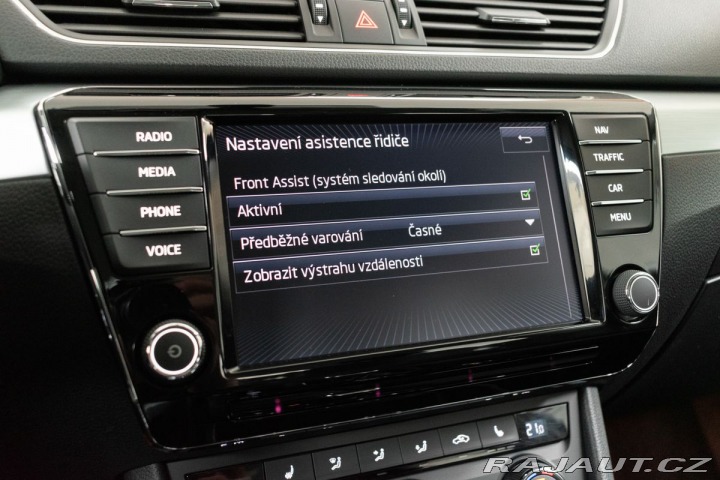 RADIO
MEDIA
PHONE
VOICE
Nastavení asistence řidiče
Front Assist (systém sledování okolí)
Aktivní
Předběžné varování Časné
Zobrazit výstrahu vzdálenosti
NAV
TRAFFIC
CAR
MENU
21.0
RAJAUT.CZ